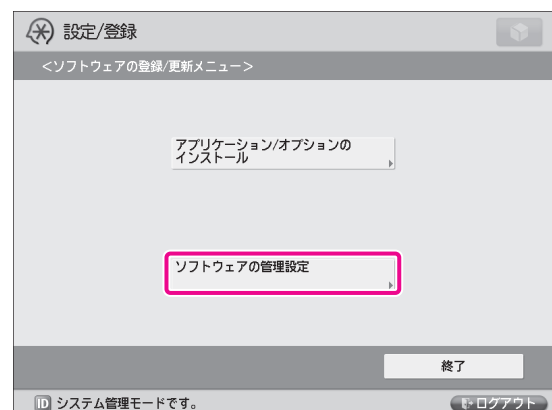 設定/登録
<ソフトウェアの登録/更新メニュー>
アプリケーション/オプションの
インストール
ソフトウェアの管理設定
終了
ID システム管理モードです。
ログアウト